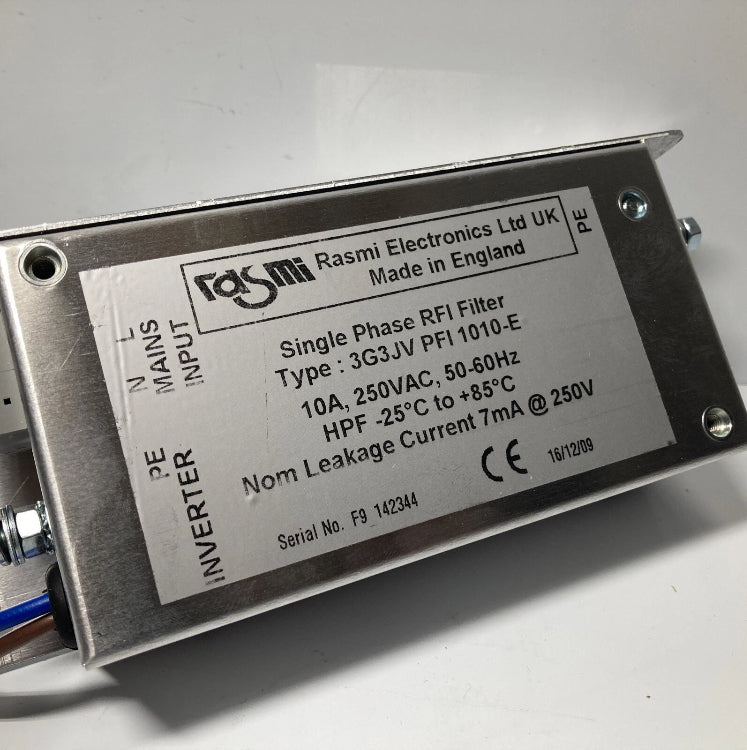 rasmi
Rasmi Electronics Ltd UK
Made in England
PE
Single Phase RFI Filter
Type : 3G3JV PFI 1010-E
10A, 250VAC, 50-60Hz
HPF -25°C to +85°C
Nom Leakage Current 7mA @ 250V
CE
16/12/09
Serial No. F9 142344
N L
MAINS
INPUT
PE
INVERTER